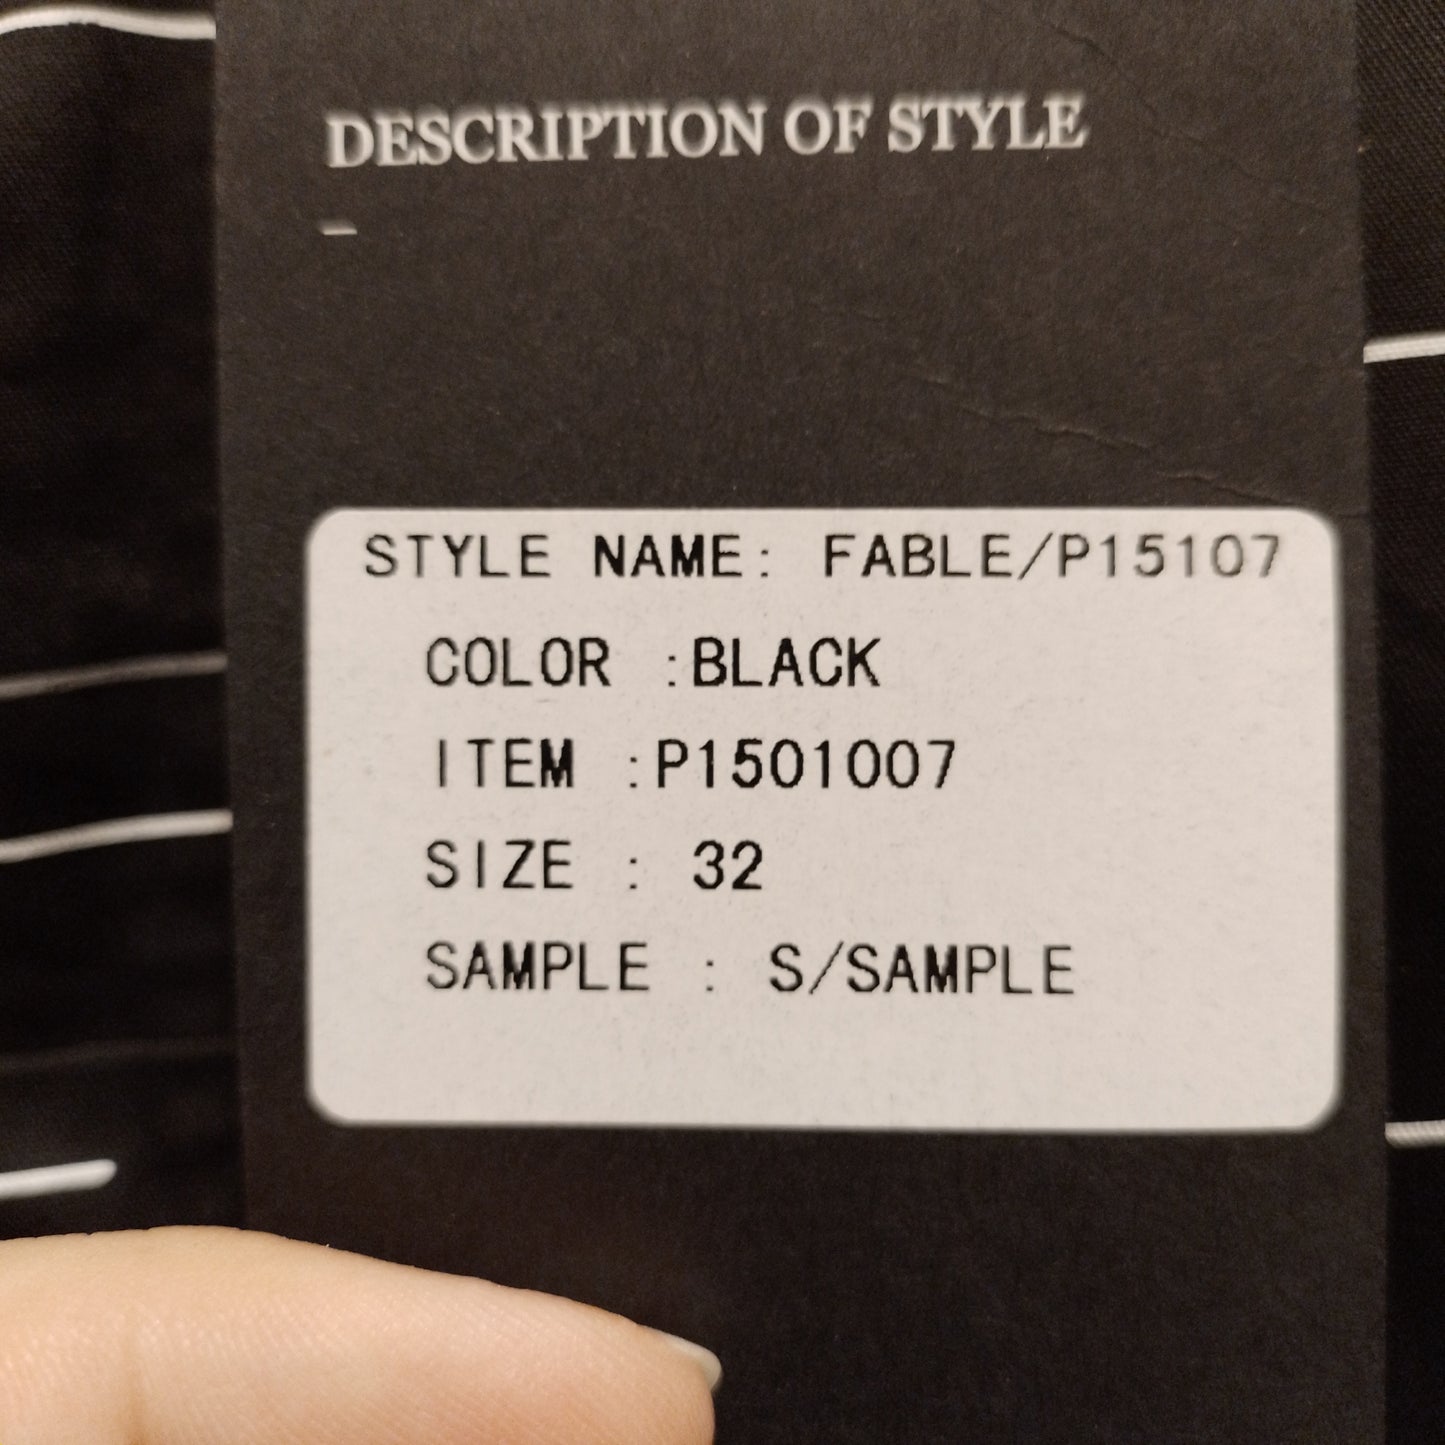 DESCRIPTION OF STYLE
STYLE NAME: FABLE/P15107
COLOR :BLACK
ITEM :P1501007
SIZE : 32
SAMPLE : S/SAMPLE